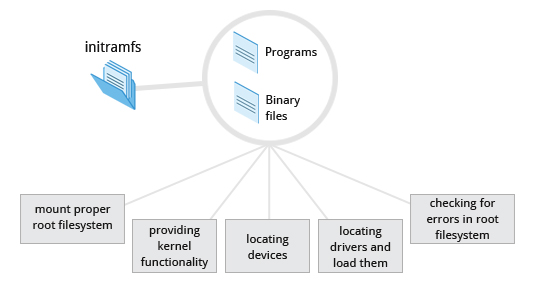 initramfs
Programs
Binary
files
mount proper
root filesystem
providing
kernel
functionality
locating
devices
locating
drivers and
load them
checking for
errors in root
filesystem